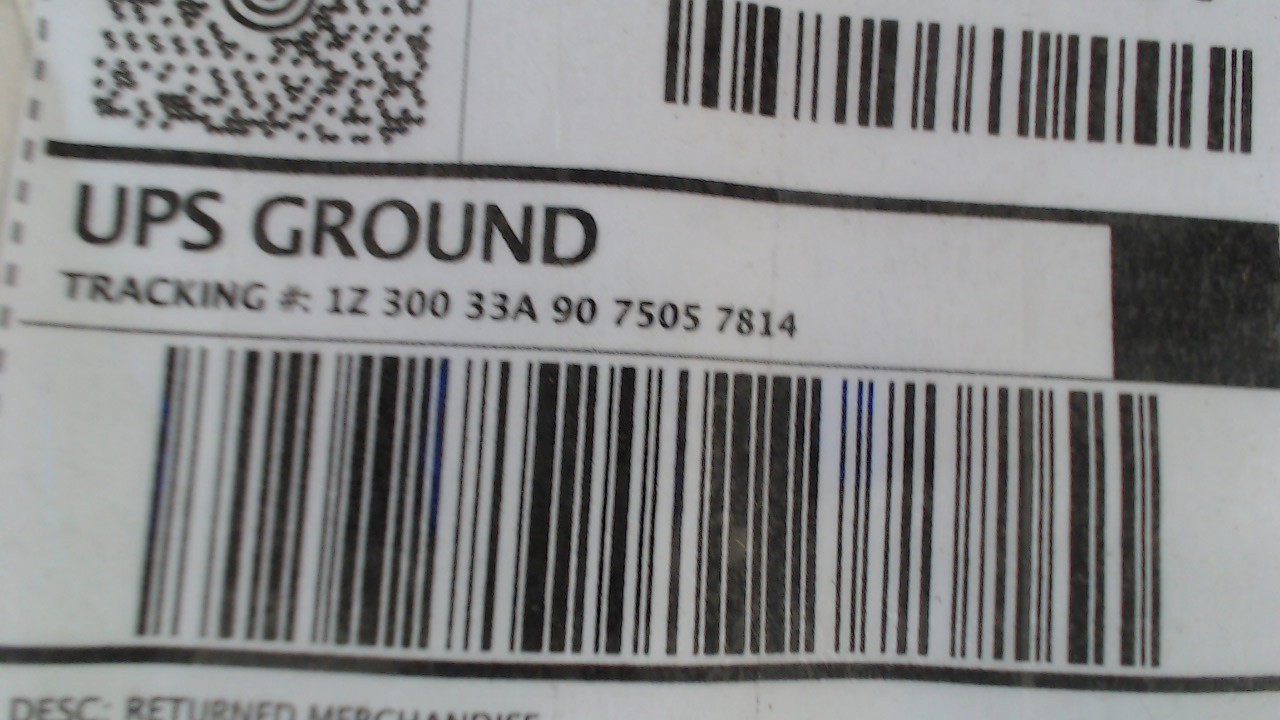 UPS GROUND
TRACKING #: 1Z 300 33A 90 7505 7814
DESC: RETURNED MERCHANDISE